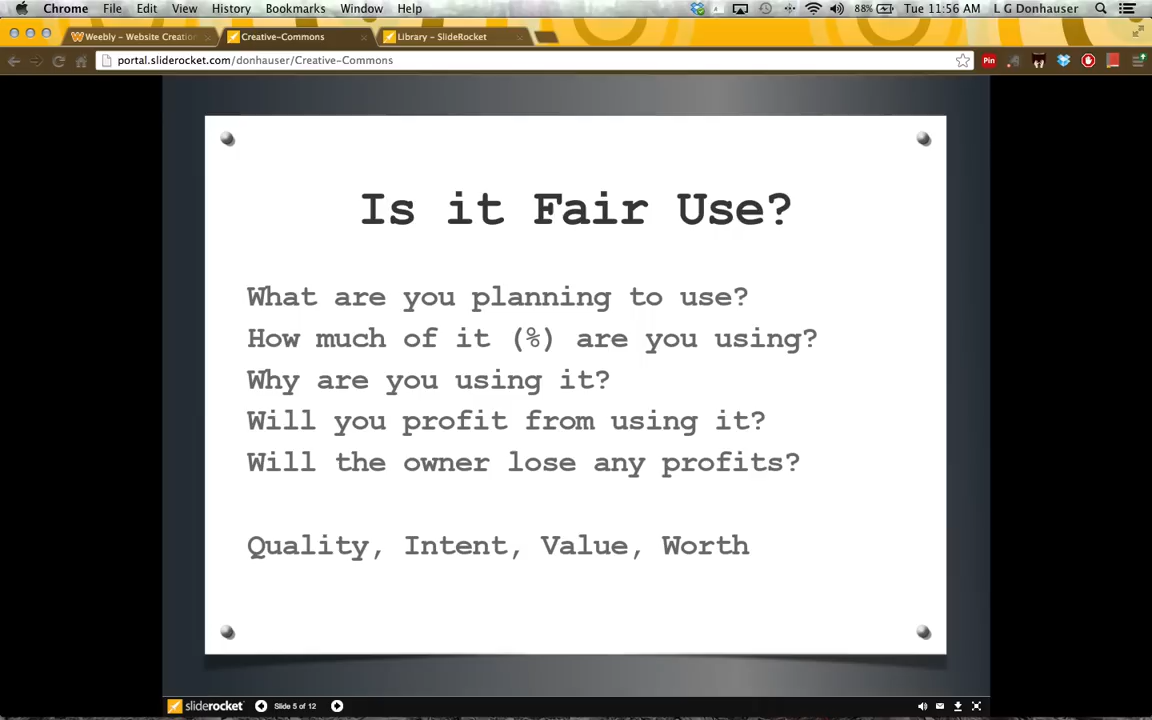 Chrome File Edit View History Bookmarks Window Help 88% Tue 11:56 AM L G Donhauser
Weebly – Website Creation Creative-Commons Library – SlideRocket
portal.sliderocket.com/donhauser/Creative-Commons Pin
Is it Fair Use?
What are you planning to use?
How much of it (%) are you using?
Why are you using it?
Will you profit from using it?
Will the owner lose any profits?
Quality, Intent, Value, Worth
sliderocket Slide 5 of 12